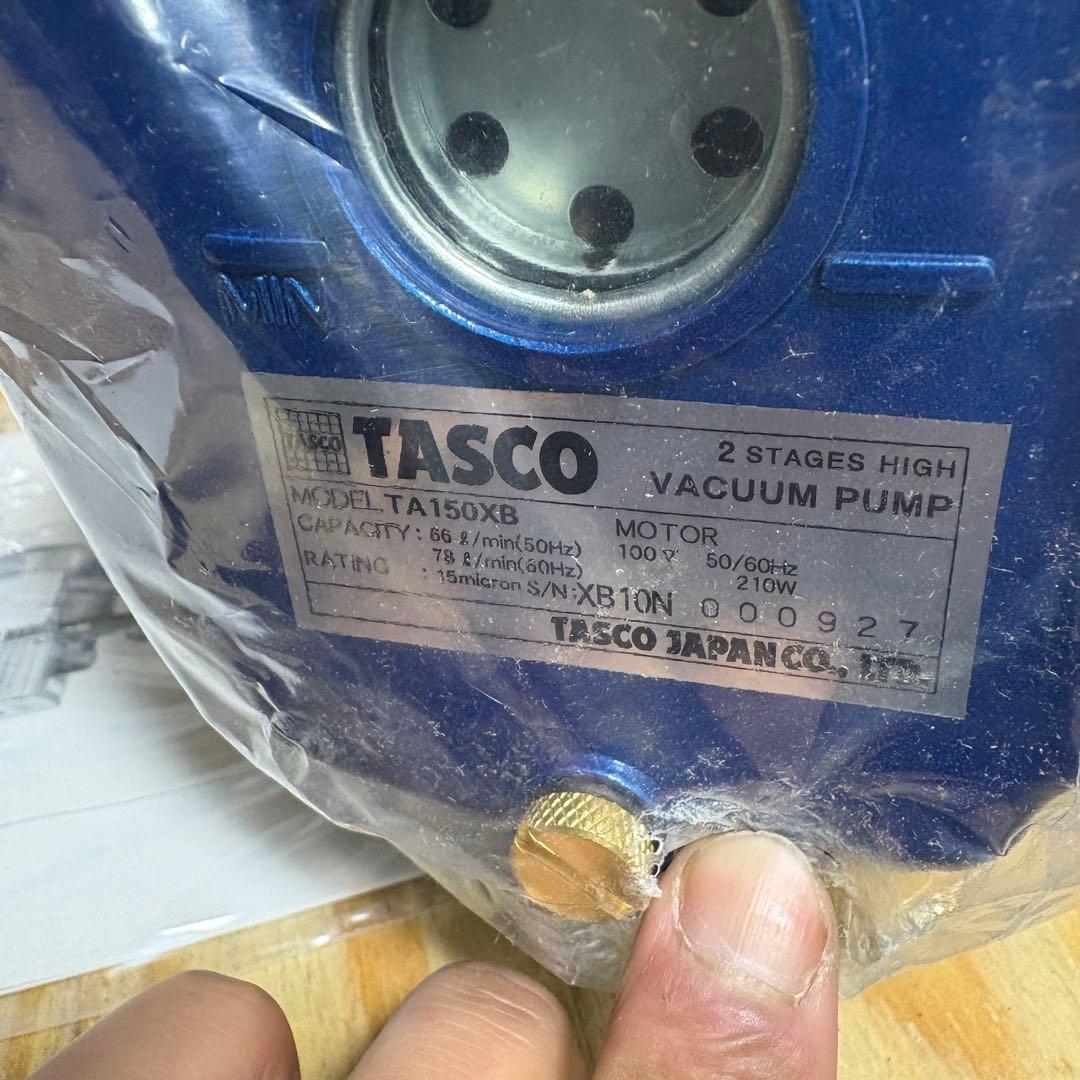 MIN
TASCO
TASCO
2 STAGES HIGH
VACUUM PUMP
MODEL TA150XB
CAPACITY : 66 ℓ/min(50Hz)
78 ℓ/min(60Hz)
RATING : 15micron
MOTOR
100V 50/60Hz
210W
S/N:XB10N 000927
TASCO JAPAN CO., LTD.